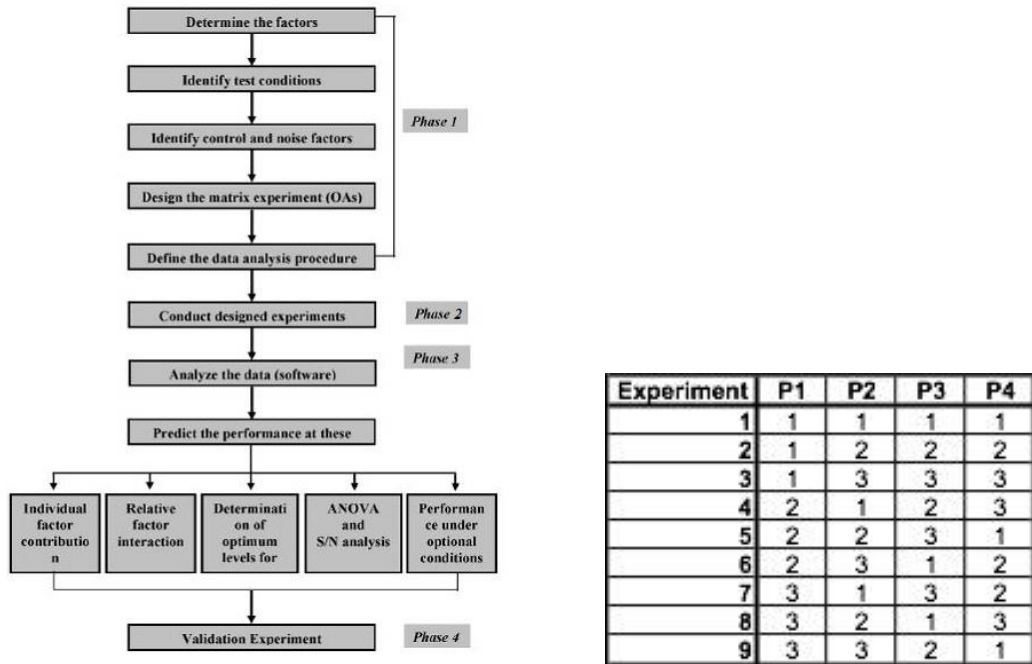 Determine the factors
Identify test conditions
Phase 1
Identify control and noise factors
Design the matrix experiment (OAs)
Define the data analysis procedure
Conduct designed experiments
Phase 2
Phase 3
Analyze the data (software)
Predict the performance at these
Individual
factor
contributio
n
Relative
factor
interaction
Determinati
on of
optimum
levels for
ANOVA
and
S/N analysis
Performan
ce under
optional
conditions
Validation Experiment
Phase 4
Experiment P1 P2 P3 P4
1 1 1 1 1
2 1 2 2 2
3 1 3 3 3
4 2 1 2 3
5 2 2 3 1
6 2 3 1 2
7 3 1 3 2
8 3 2 1 3
9 3 3 2 1